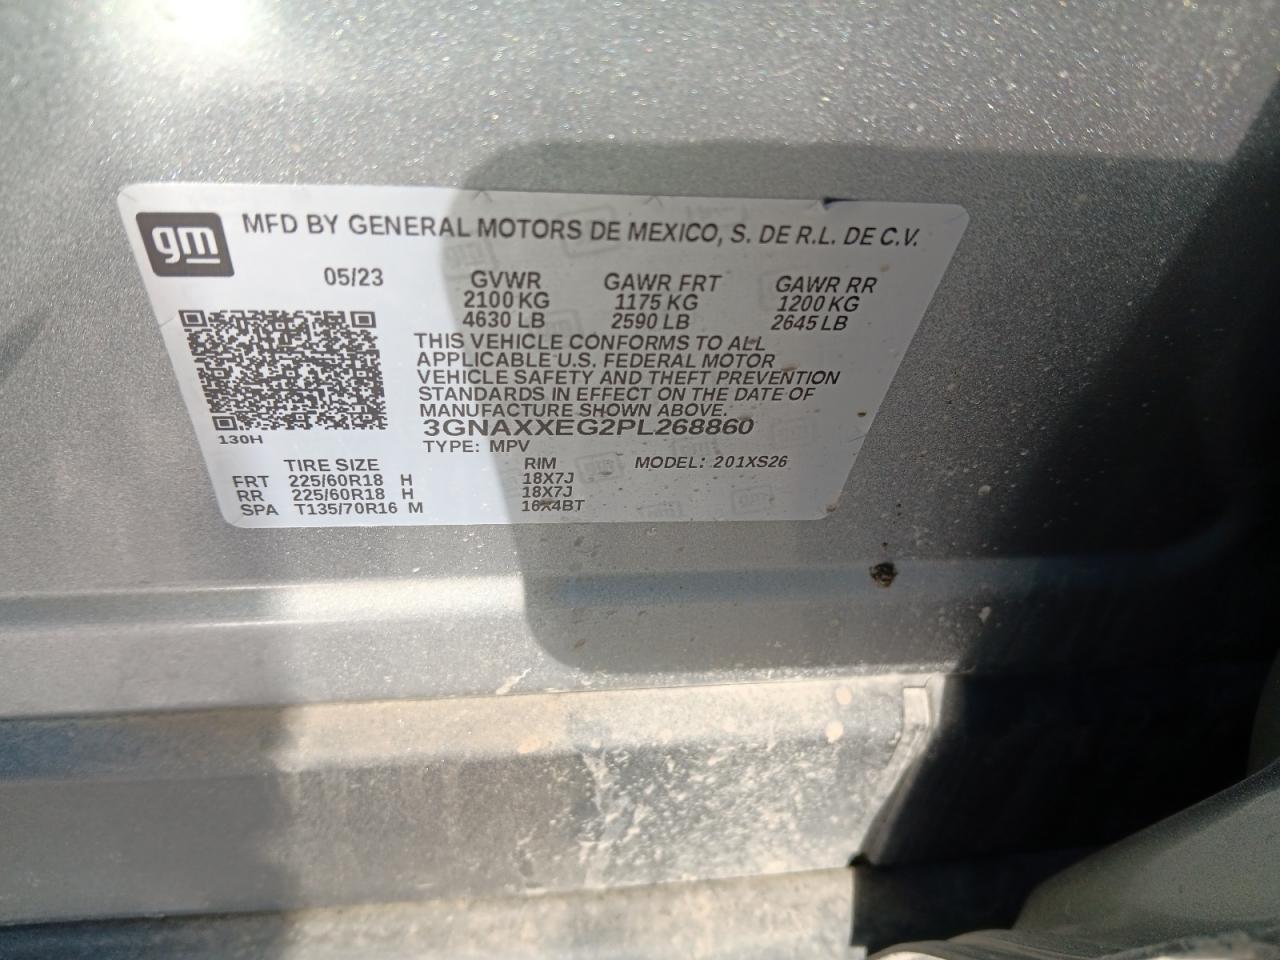 gm MFD BY GENERAL MOTORS DE MEXICO, S. DE R.L. DE C.V.
05/23 GVWR GAWR FRT GAWR RR
2100 KG 1175 KG 1200 KG
4630 LB 2590 LB 2645 LB
THIS VEHICLE CONFORMS TO ALL
APPLICABLE U.S. FEDERAL MOTOR
VEHICLE SAFETY AND THEFT PREVENTION
STANDARDS IN EFFECT ON THE DATE OF
MANUFACTURE SHOWN ABOVE.
3GNAXXEG2PL268860
130H TYPE: MPV
TIRE SIZE RIM MODEL: 201XS26
FRT 225/60R18 H 18X7J
RR 225/60R18 H 18X7J
SPA T135/70R16 M 16X4BT